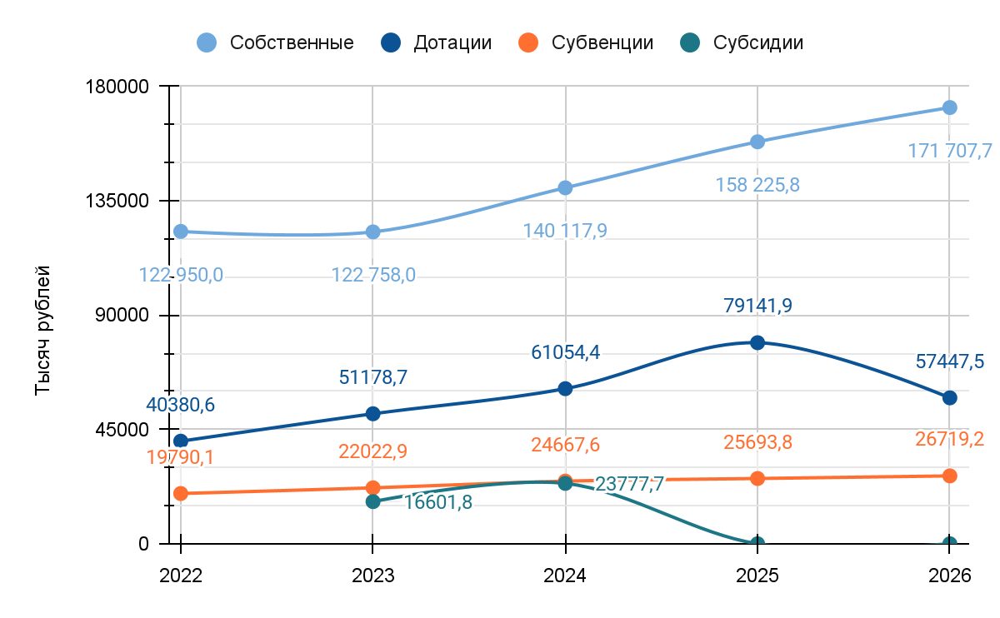 Собственные Дотации Субвенции Субсидии
180000
171 707,7
158 225,8
135000
140 117,9
122 950,0 122 758,0
Тысяч рублей
90000
79141,9
61054,4
57447,5
51178,7
40380,6
45000
19790,1 22022,9 24667,6 25693,8 26719,2
16601,8 23777,7
0
2022 2023 2024 2025 2026